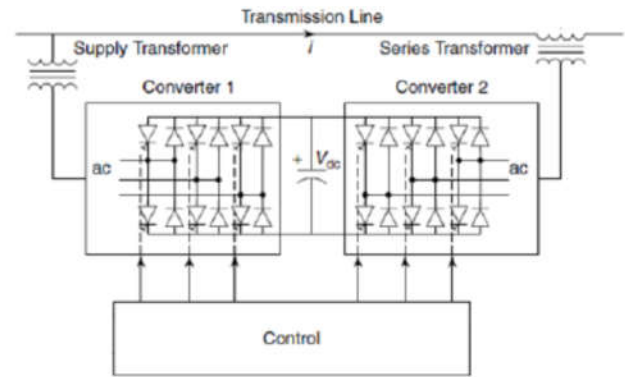 Transmission Line
Supply Transformer
i
Series Transformer
Converter 1
Converter 2
ac
+ Vdc
ac
Control